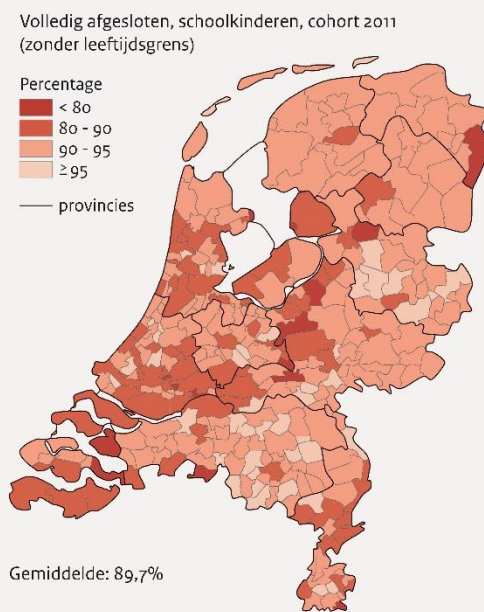 Volledig afgesloten, schoolkinderen, cohort 2011
(zonder leeftijdsgrens)
Percentage
< 80
80 - 90
90 - 95
≥ 95
provincies
Gemiddelde: 89,7%